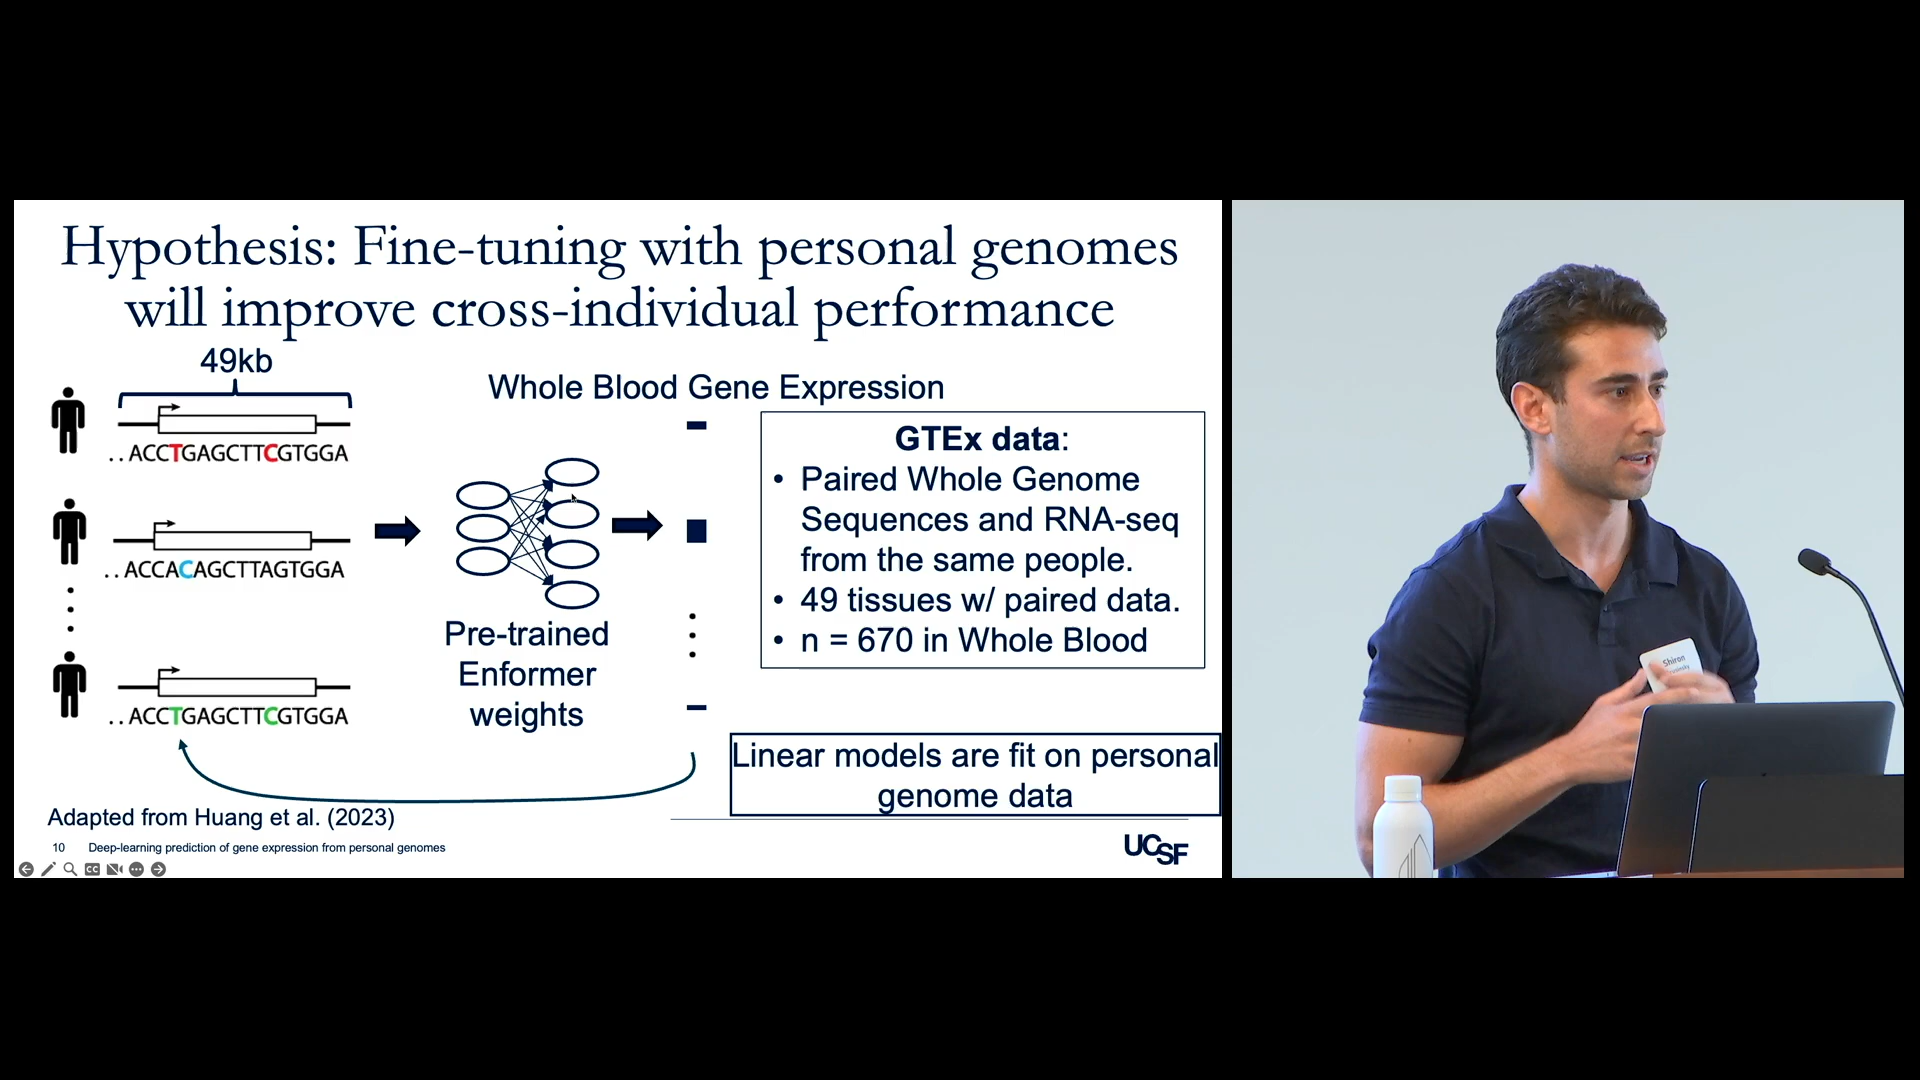 Hypothesis: Fine-tuning with personal genomes
will improve cross-individual performance
49kb
Whole Blood Gene Expression
..ACCTGAGCTTCGTGGA
..ACCACAGCTTAGTGGA
..ACCTGAGCTTCGTGGA
Pre-trained
Enformer
weights
GTEx data:
• Paired Whole Genome
Sequences and RNA-seq
from the same people.
• 49 tissues w/ paired data.
• n = 670 in Whole Blood
Linear models are fit on personal
genome data
Adapted from Huang et al. (2023)
10 Deep-learning prediction of gene expression from personal genomes
CC
UCSF
Shiron